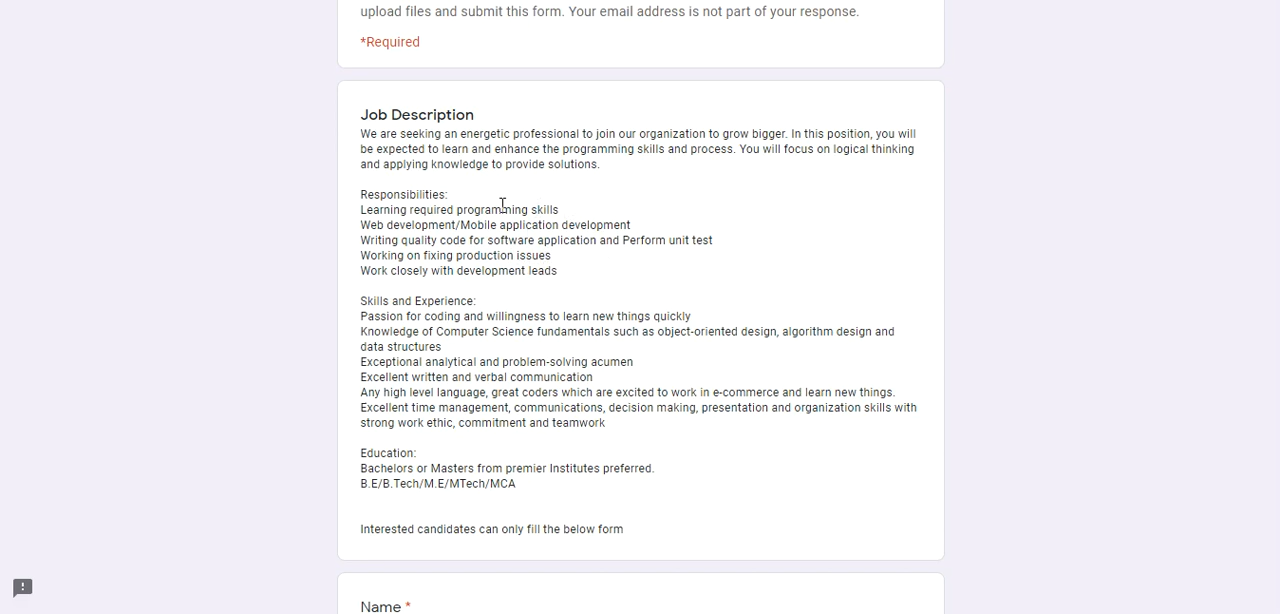 upload files and submit this form. Your email address is not part of your response.
*Required
Job Description
We are seeking an energetic professional to join our organization to grow bigger. In this position, you will
be expected to learn and enhance the programming skills and process. You will focus on logical thinking
and applying knowledge to provide solutions.
Responsibilities:
Learning required programming skills
Web development/Mobile application development
Writing quality code for software application and Perform unit test
Working on fixing production issues
Work closely with development leads
Skills and Experience:
Passion for coding and willingness to learn new things quickly
Knowledge of Computer Science fundamentals such as object-oriented design, algorithm design and
data structures
Exceptional analytical and problem-solving acumen
Excellent written and verbal communication
Any high level language, great coders which are excited to work in e-commerce and learn new things.
Excellent time management, communications, decision making, presentation and organization skills with
strong work ethic, commitment and teamwork
Education:
Bachelors or Masters from premier Institutes preferred.
B.E/B.Tech/M.E/MTech/MCA
Interested candidates can only fill the below form
Name *